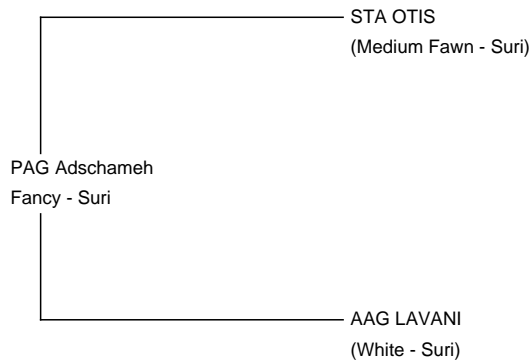 STA OTIS
(Medium Fawn - Suri)
PAG Adschameh
Fancy - Suri
AAG LAVANI
(White - Suri)